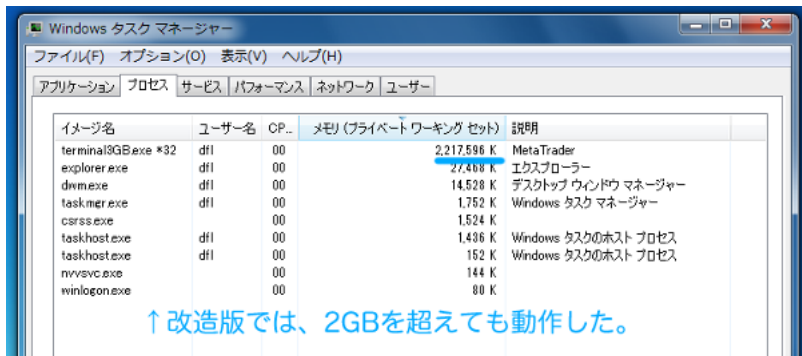 Windows タスク マネージャー
ファイル(F) オプション(O) 表示(V) ヘルプ(H)
アプリケーション プロセス サービス パフォーマンス ネットワーク ユーザー
イメージ名 ユーザー名 CP... メモリ (プライベート ワーキング セット) 説明
terminal3GB.exe *32 dfl 00 2,217,596 K MetaTrader
explorer.exe dfl 00 27,468 K エクスプローラー
dwm.exe dfl 00 14,528 K デスクトップ ウィンドウ マネージャー
taskmgr.exe dfl 00 1,752 K Windows タスク マネージャー
csrss.exe 00 1,524 K
taskhost.exe dfl 00 1,436 K Windows タスクのホスト プロセス
taskhost.exe dfl 00 152 K Windows タスクのホスト プロセス
nvvsvc.exe 00 144 K
winlogon.exe 00 80 K
↑改造版では、2GBを超えても動作した。